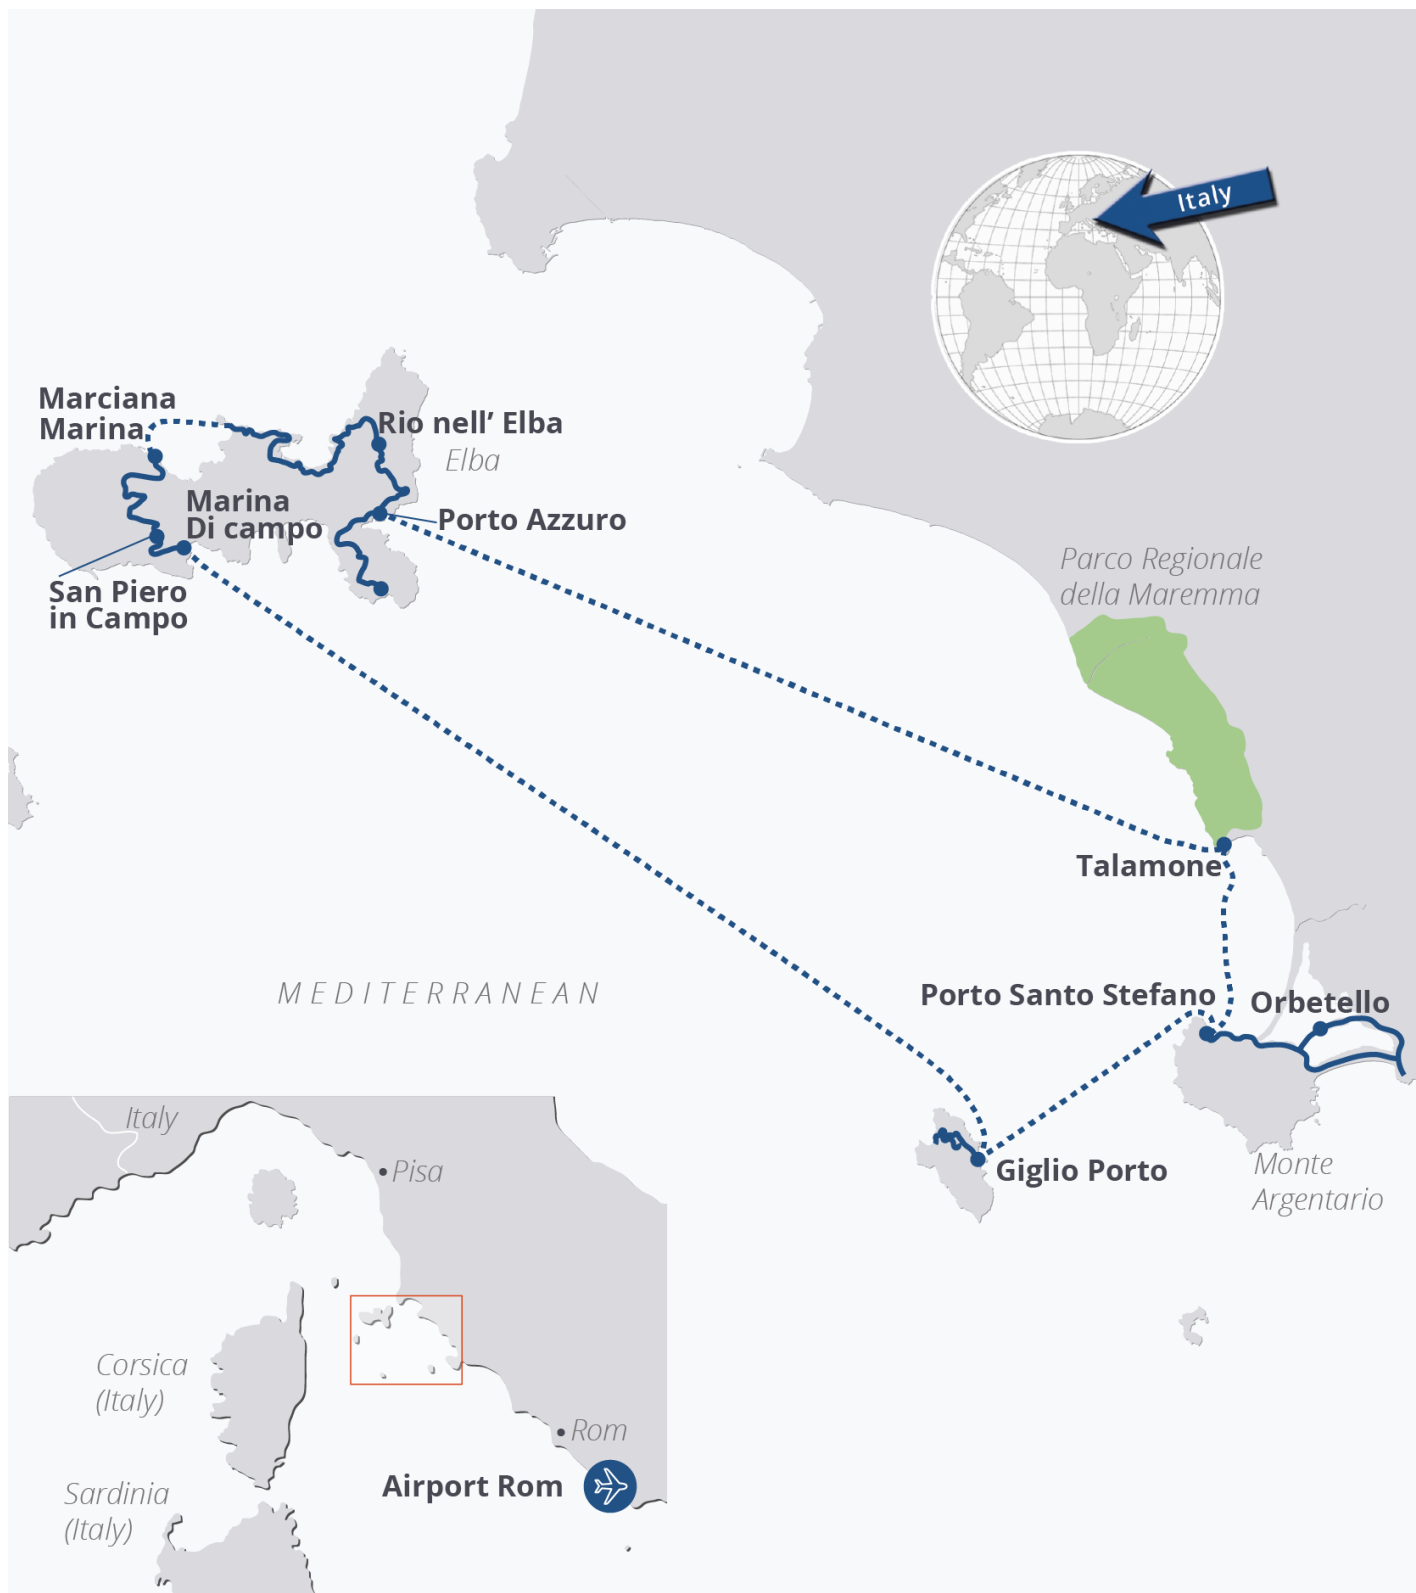 Italy
Marciana
Marina
Rio nell’ Elba
Elba
Marina
Di campo
Porto Azzuro
San Piero
in Campo
Parco Regionale
della Maremma
Talamone
MEDITERRANEAN
Porto Santo Stefano
Orbetello
Giglio Porto
Monte
Argentario
Italy
Pisa
Corsica
(Italy)
Rom
Airport Rom
Sardinia
(Italy)